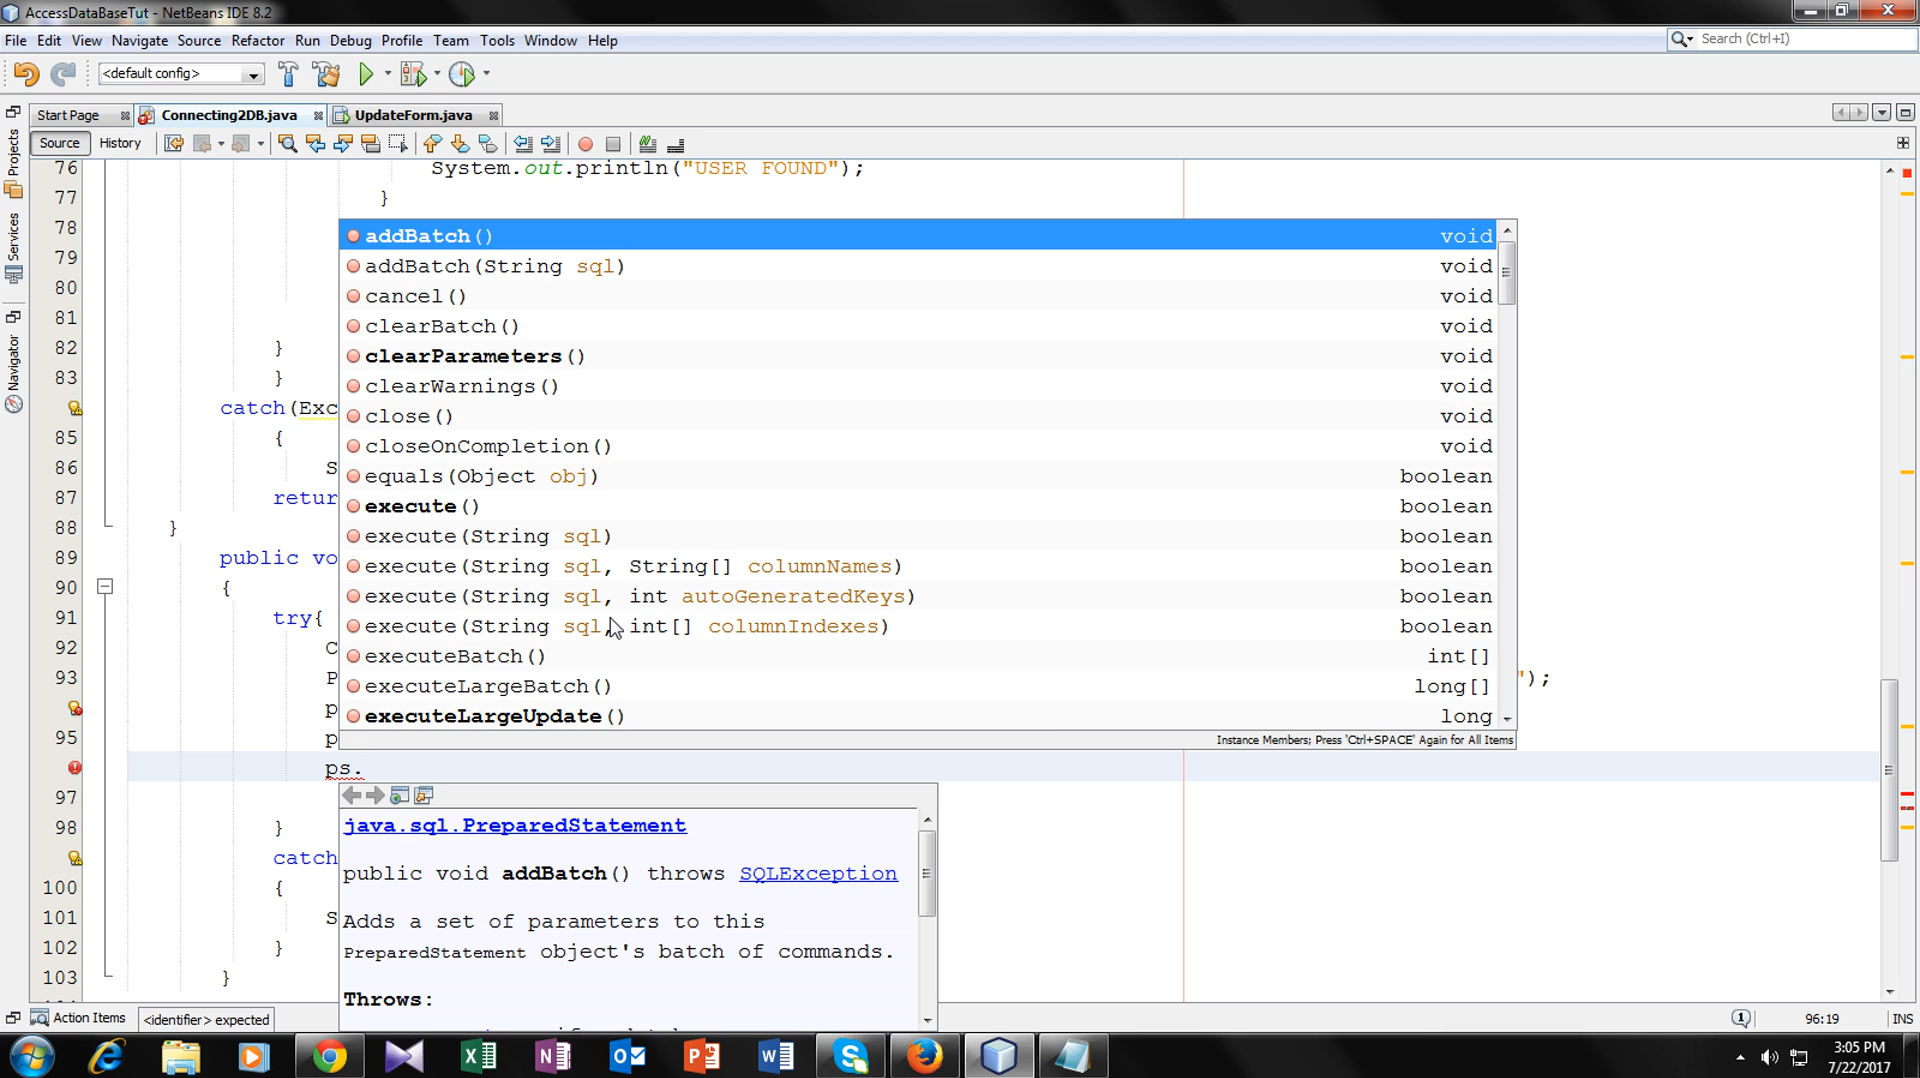 AccessDataBaseTut - NetBeans IDE 8.2
File Edit View Navigate Source Refactor Run Debug Profile Team Tools Window Help
Search (Ctrl+I)
<default config>
Start Page Connecting2DB.java UpdateForm.java
Source History
Projects
Services
Navigator
76 System.out.println("USER FOUND");
77 }
78
79
80
81
82 }
83 }
catch(Exc
85 {
86 S
87 retur
88 }
89 public vo
90 {
91 try{
92 C
93 P ");
p
95 p
ps.
97
98 }
catch
100 {
101 S
102 }
103 }
addBatch() void
addBatch(String sql) void
cancel() void
clearBatch() void
clearParameters() void
clearWarnings() void
close() void
closeOnCompletion() void
equals(Object obj) boolean
execute() boolean
execute(String sql) boolean
execute(String sql, String[] columnNames) boolean
execute(String sql, int autoGeneratedKeys) boolean
execute(String sql, int[] columnIndexes) boolean
executeBatch() int[]
executeLargeBatch() long[]
executeLargeUpdate() long
Instance Members; Press 'Ctrl+SPACE' Again for All Items
java.sql.PreparedStatement
public void addBatch() throws SQLException
Adds a set of parameters to this
PreparedStatement object's batch of commands.
Throws:
Action Items <identifier> expected
1 96:19 INS
3:05 PM
7/22/2017